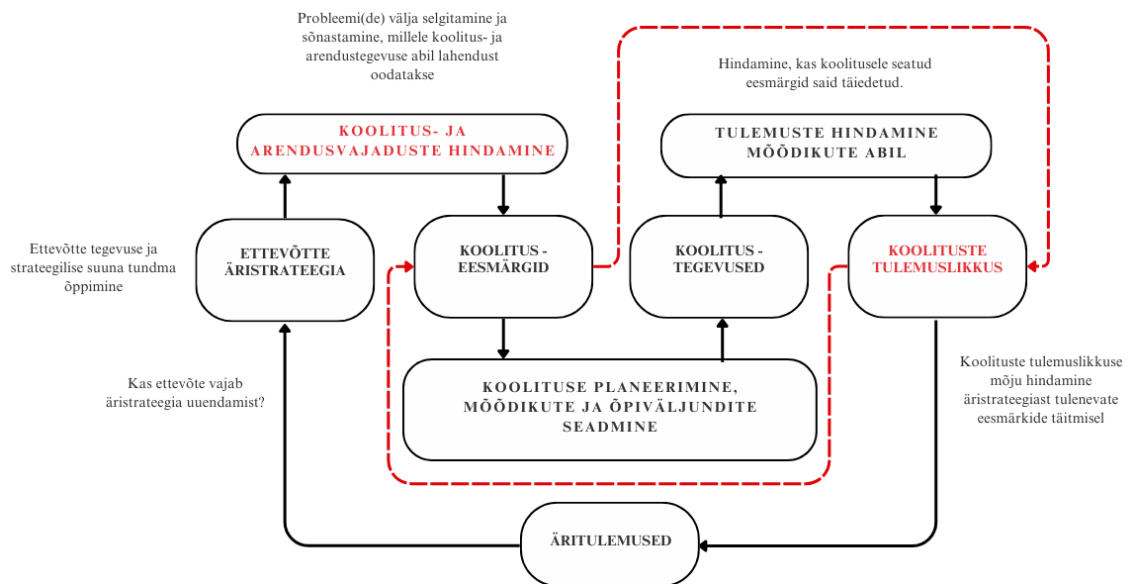 Probleemi(de) välja selgitamine ja
sõnastamine, millele koolitus- ja
arendustegevuse abil lahendust
oodatakse
Hindamine, kas koolitusele seatud
eesmärgid said täiedetud.
KOOLITUS- JA
ARENDUSVAJADUSTE HINDAMINE
TULEMUSTE HINDAMINE
MÕÕDIKUTE ABIL
Ettevõtte tegevuse ja
strateegilise suuna tundma
õppimine
ETTEVÕTTE
ÄRISTRATEEGIA
KOOLITUS -
EESMÄRGID
KOOLITUS -
TEGEVUSED
KOOLITUSTE
TULEMUSLIKKUS
Kas ettevõte vajab
äristrateegia uuendamist?
KOOLITUSE PLANEERIMINE,
MÕÕDIKUTE JA ÕPIVÄLJUNDITE
SEADMINE
Koolituste tulemuslikkuse
mõju hindamine
äristrateegiast tulenevate
eesmärkide täitmisel
ÄRITULEMUSED